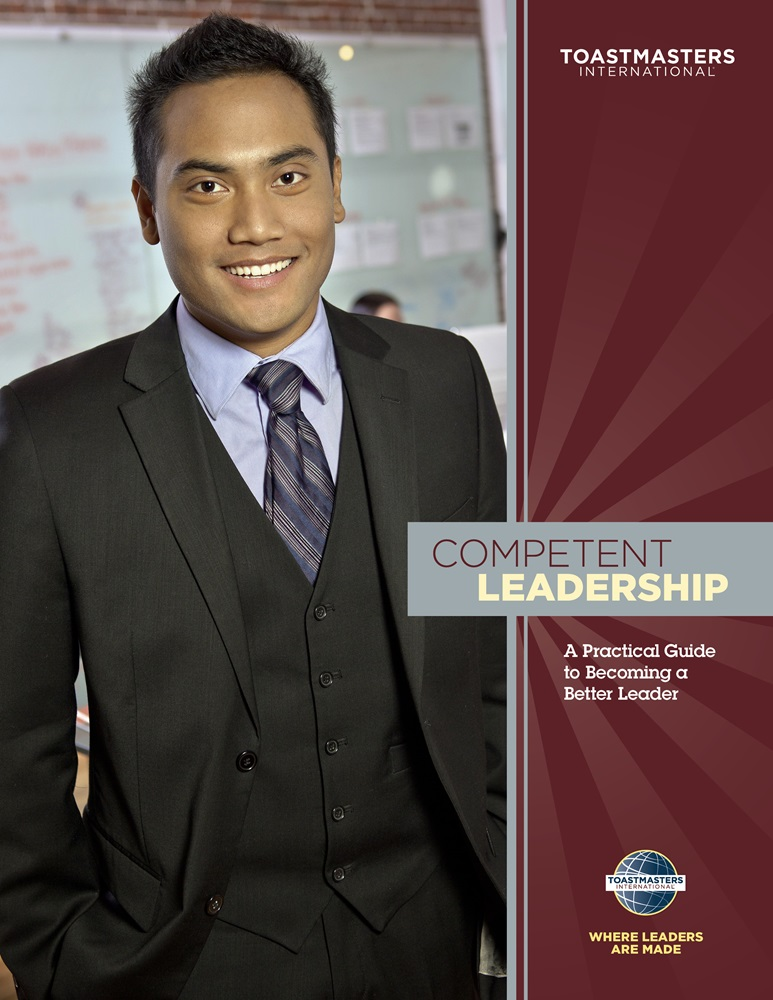 TOASTMASTERS
INTERNATIONAL
COMPETENT
LEADERSHIP
A Practical Guide
to Becoming a
Better Leader
TOASTMASTERS
INTERNATIONAL
WHERE LEADERS
ARE MADE